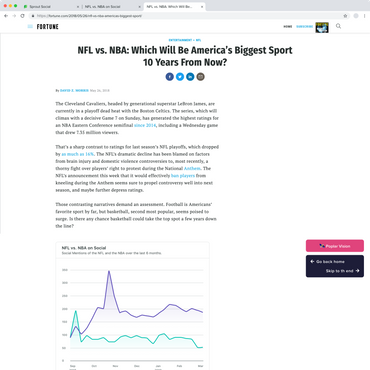 Sprout Social
NFL vs. NBA on Social
NFL vs. NBA: Which Will Be
https://fortune.com/2018/05/26/nfl-vs-nba-americas-biggest-sport/
FORTUNE
HOME
SUBSCRIBE
ENTERTAINMENT • NFL
NFL vs. NBA: Which Will Be America's Biggest Sport
10 Years From Now?
May 26, 2018
The Cleveland Cavaliers, headed by generational superstar LeBron James, are
currently in a playoff dead heat with the Boston Celtics. The series, which will
climax with a decisive Game 7 on Sunday, has generated the highest ratings for
an NBA Eastern Conference semifinal since 2018, including a Wednesday game
that drew 7.55 million viewers.
That's a sharp contrast to ratings for last season's NFL playoffs, which dropped
by as much as 16%. The NFL's dramatic decline has been blamed on factors
from brain injury and domestic violence controversies to, most recently, a
thorny fight over players' right to protest during the National Anthem. The
NFL's announcement this week that it would effectively ban players from
kneeling during the Anthem seems sure to propel controversy well into next
season, and maybe further depress ratings.
Those contrasting narratives demand an assessment. Football is Americans'
favorite sport by far, but basketball, second most popular, seems poised to
surge. Is there any chance basketball could take the top spot a few years down
the line?
NFL vs. NBA on Social
Social Mentions of the NFL and the NBA over the last 8 months.
Poster Vision
← Go back home
Skip to th end →